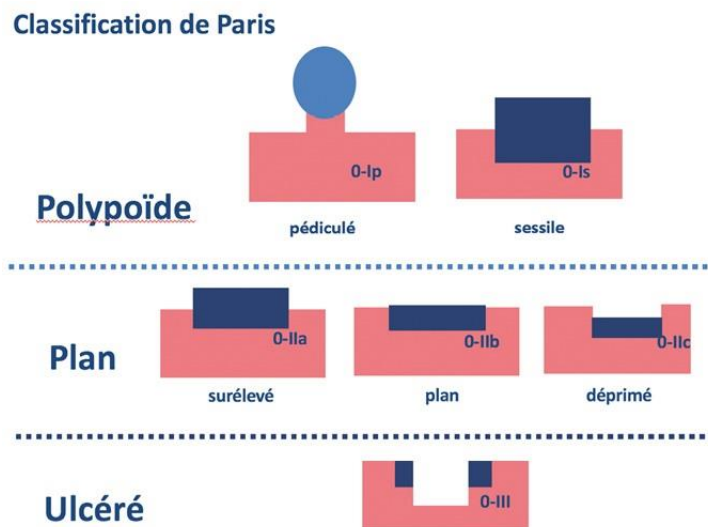 Classification de Paris
0-Ip
0-Is
Polypoïde
pédiculé
sessile
0-IIa
0-IIb
0-IIc
Plan
surélevé
plan
déprimé
0-III
Ulcéré